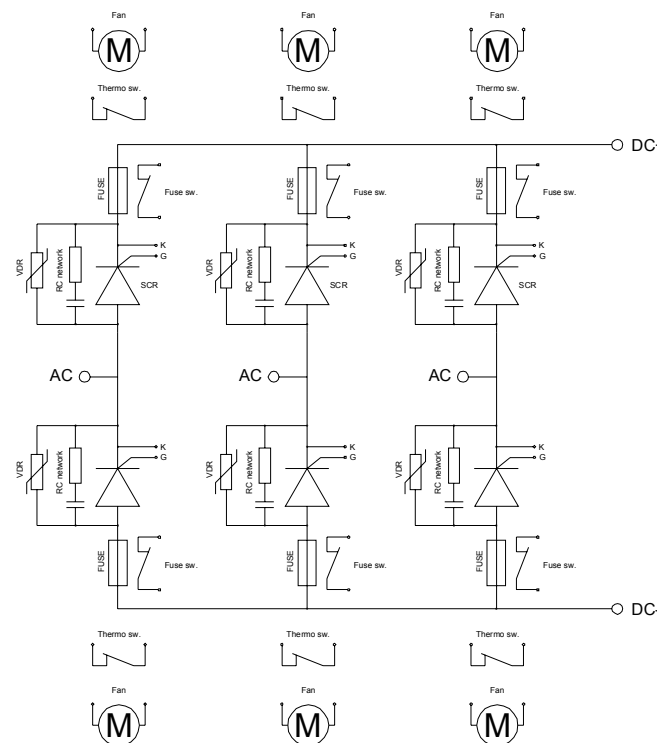 Fan Fan Fan
M M M
Thermo sw. Thermo sw. Thermo sw.
DC-
FUSE Fuse sw. FUSE Fuse sw. FUSE Fuse sw.
VDR RC network K G SCR VDR RC network K G SCR VDR RC network K G SCR
AC AC AC
VDR RC network K G VDR RC network K G VDR RC network K G
FUSE Fuse sw. FUSE Fuse sw. FUSE Fuse sw.
DC-
Thermo sw. Thermo sw. Thermo sw.
Fan Fan Fan
M M M